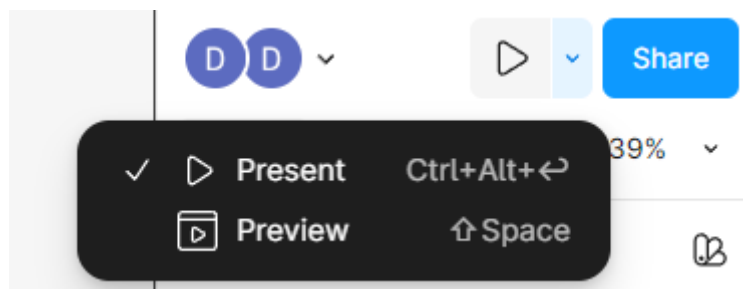 D D
Share
39%
Present Ctrl+Alt+↵
Preview ⇧Space